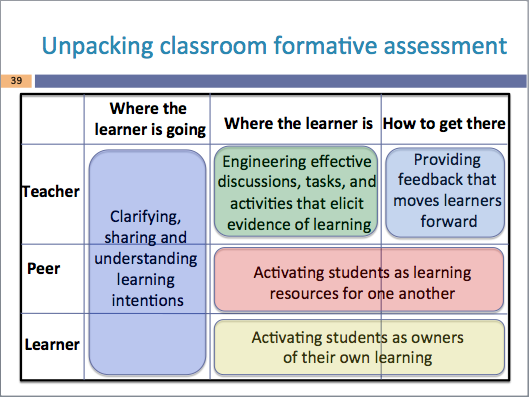 Unpacking classroom formative assessment
39
Where the
learner is going
Where the learner is
How to get there
Teacher
Clarifying,
sharing and
understanding
learning
intentions
Engineering effective
discussions, tasks, and
activities that elicit
evidence of learning
Providing
feedback that
moves learners
forward
Peer
Activating students as learning
resources for one another
Learner
Activating students as owners
of their own learning